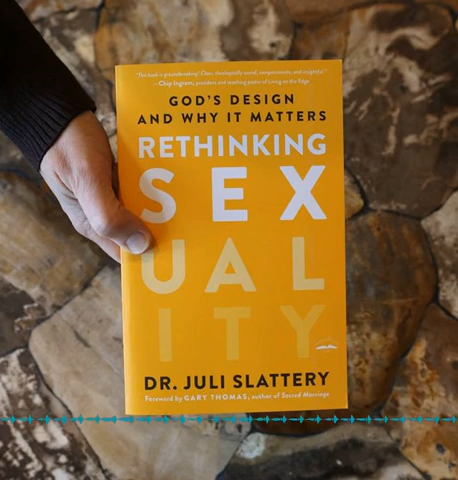 "This book is groundbreaking! Clear, theologically sound, compassionate, and insightful."
—Chip Ingram, president and teaching pastor of Living on the Edge
GOD'S DESIGN
AND WHY IT MATTERS
RETHINKING
SEX
UAL
ITY
DR. JULI SLATTERY
Foreword by GARY THOMAS, author of Sacred Marriage